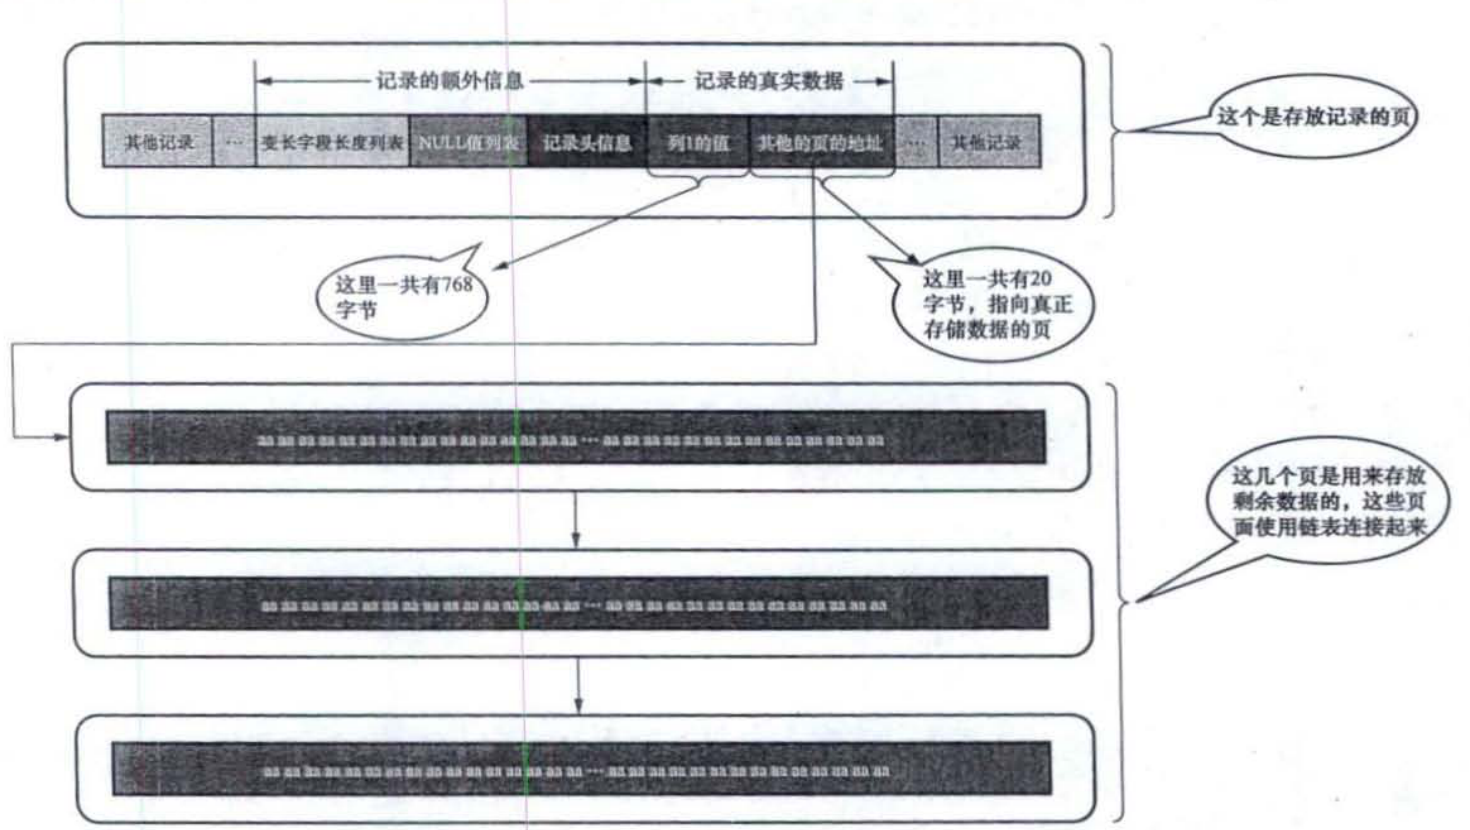 记录的额外信息
记录的真实数据
其他记录
…
变长字段长度列表
NULL值列表
记录头信息
列1的值
其他的页的地址
…
其他记录
这个是存放记录的页
这里一共有768
字节
这里一共有20
字节，指向真正
存储数据的页
aa aa aa aa aa aa aa aa aa aa aa aa aa aa aa aa … aa aa aa aa aa aa aa aa aa aa aa aa aa aa
这几个页是用来存放
剩余数据的，这些页
面使用链表连接起来
aa aa aa aa aa aa aa aa aa aa aa aa aa aa aa aa … aa aa aa aa aa aa aa aa aa aa aa aa aa aa
aa aa aa aa aa aa aa aa aa aa aa aa aa aa aa aa … aa aa aa aa aa aa aa aa aa aa aa aa aa aa